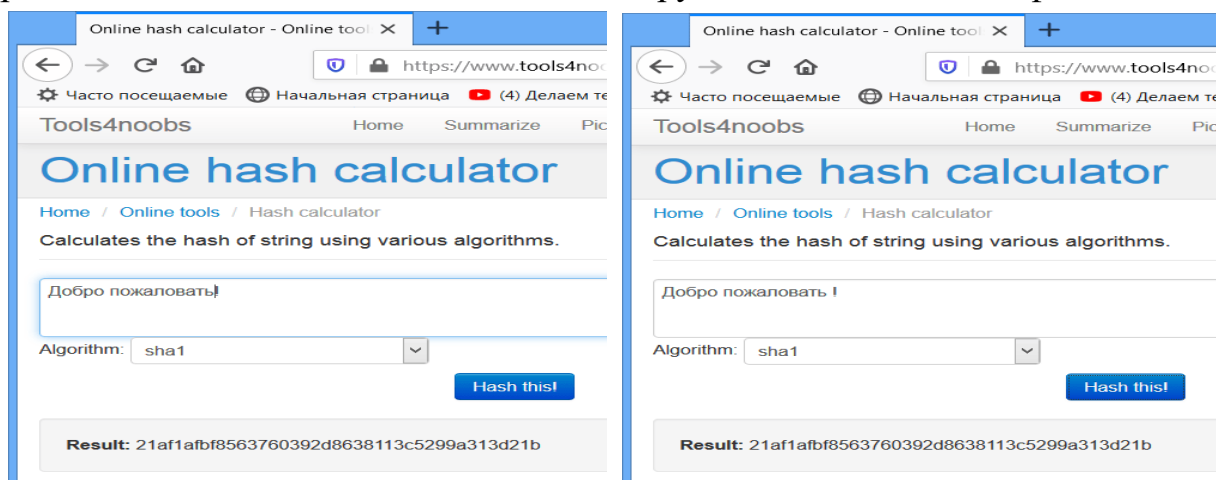 Online hash calculator - Online tool
https://www.tools4no
Часто посещаемые Начальная страница (4) Делаем те
Tools4noobs Home Summarize Pic
Online hash calculator
Home / Online tools / Hash calculator
Calculates the hash of string using various algorithms.
Добро пожаловать!
Algorithm: sha1
Hash this!
Result: 21af1afbf8563760392d8638113c5299a313d21b
Online hash calculator - Online tool
https://www.tools4no
Часто посещаемые Начальная страница (4) Делаем те
Tools4noobs Home Summarize Pic
Online hash calculator
Home / Online tools / Hash calculator
Calculates the hash of string using various algorithms.
Добро пожаловать !
Algorithm: sha1
Hash this!
Result: 21af1afbf8563760392d8638113c5299a313d21b